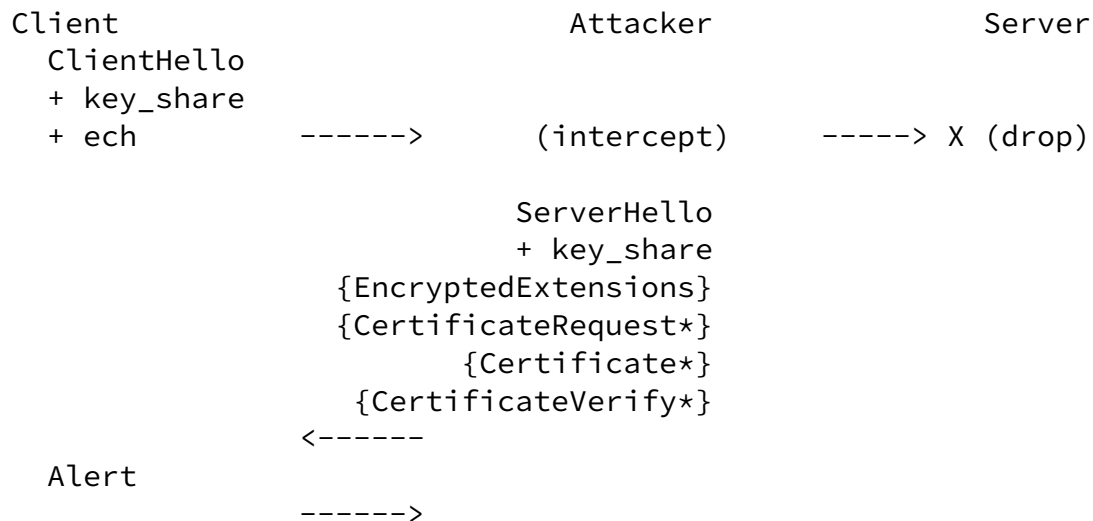 Client                         Attacker                    Server
  ClientHello
  + key_share
  + ech         ------>      (intercept)     -----> X (drop)

                           ServerHello
                           + key_share
                 {EncryptedExtensions}
                 {CertificateRequest*}
                        {Certificate*}
                  {CertificateVerify*}
                <------
  Alert
                ------>